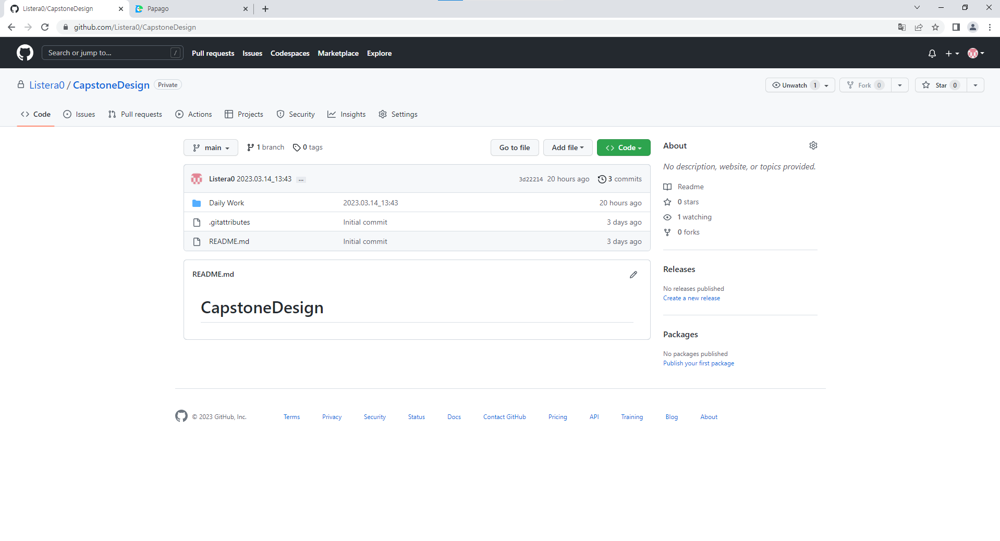 Listera0/CapstoneDesign
Papago
github.com/Listera0/CapstoneDesign
Search or jump to...
/
Pull requests Issues Codespaces Marketplace Explore
Listera0 / CapstoneDesign Private
Unwatch 1 Fork 0 Star 0
Code Issues Pull requests Actions Projects Security Insights Settings
main 1 branch 0 tags
Go to file Add file Code
Listera0 2023.03.14_13:43 ... 3d22214 20 hours ago 3 commits
Daily Work 2023.03.14_13:43 20 hours ago
.gitattributes Initial commit 3 days ago
README.md Initial commit 3 days ago
README.md
CapstoneDesign
About
No description, website, or topics provided.
Readme
0 stars
1 watching
0 forks
Releases
No releases published
Create a new release
Packages
No packages published
Publish your first package
© 2023 GitHub, Inc. Terms Privacy Security Status Docs Contact GitHub Pricing API Training Blog About